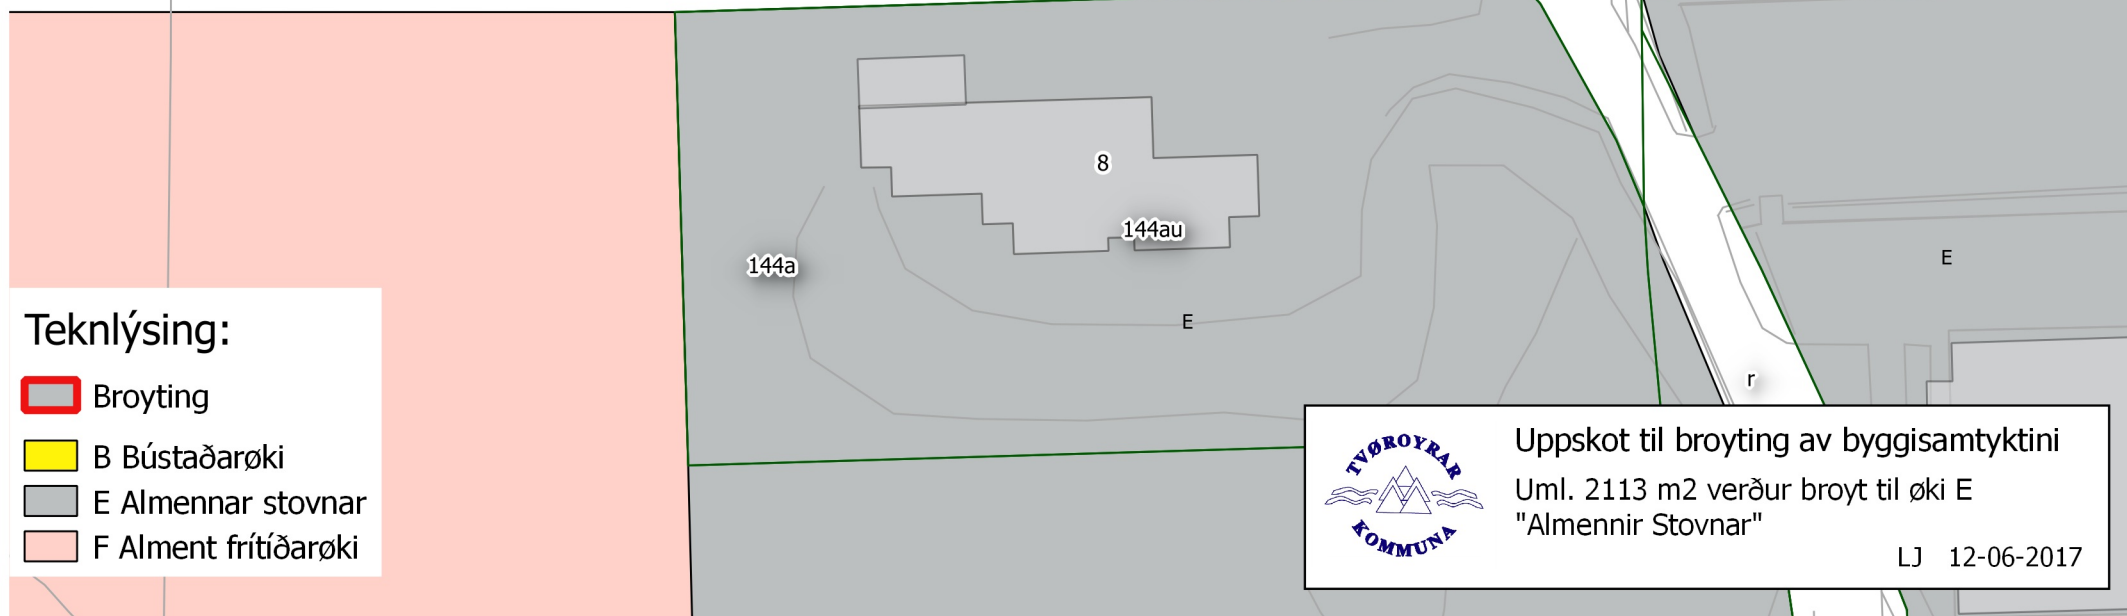 8
144au
144a
E
E
r
Teknlýsing:
Broyting
B Bústaðarøki
E Almennar stovnar
F Alment frítíðarøki
TVØROYRAR
KOMMUNA
Uppskot til broyting av byggisamtyktini
Uml. 2113 m2 verður broyt til øki E
"Almennir Stovnar"
LJ 12-06-2017